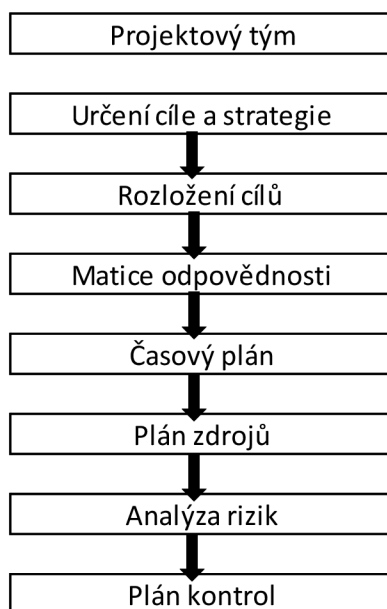 Projektový tým
Určení cíle a strategie
Rozložení cílů
Matice odpovědnosti
Časový plán
Plán zdrojů
Analýza rizik
Plán kontrol